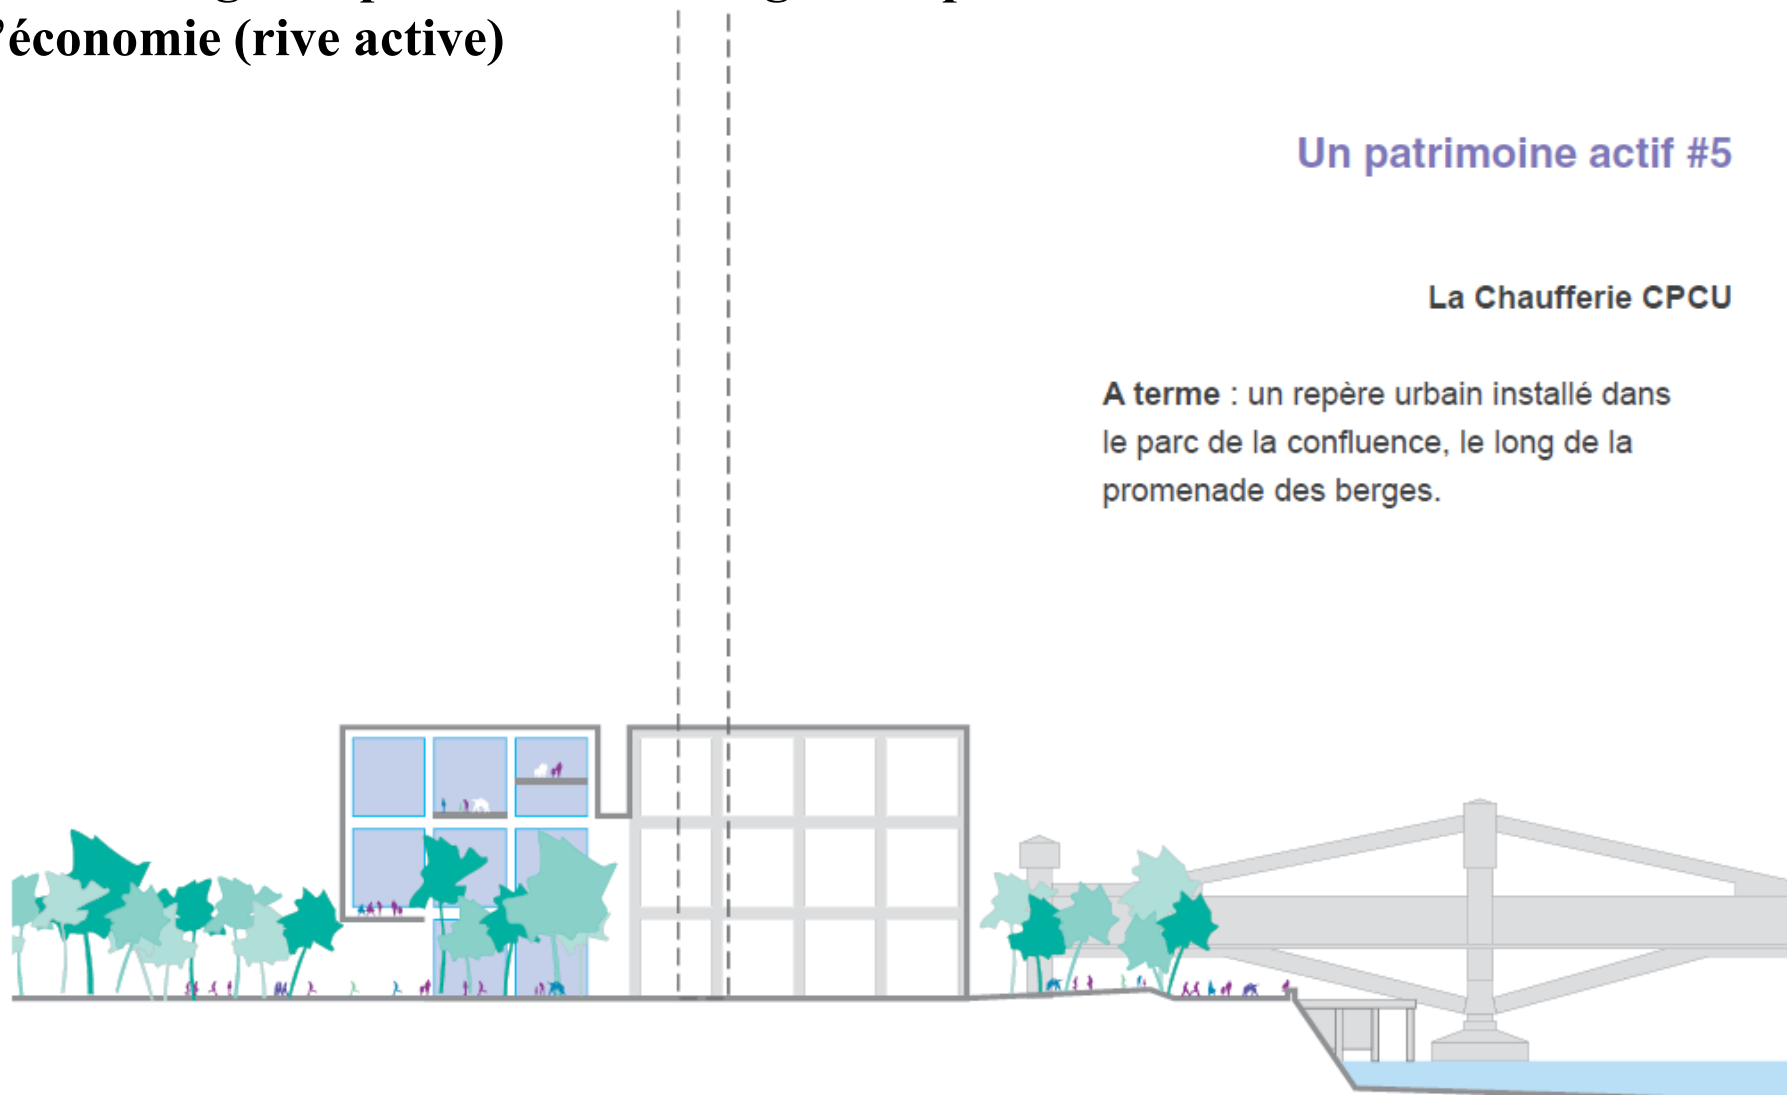 ’économie (rive active)
Un patrimoine actif #5
La Chaufferie CPCU
A terme : un repère urbain installé dans
le parc de la confluence, le long de la
promenade des berges.